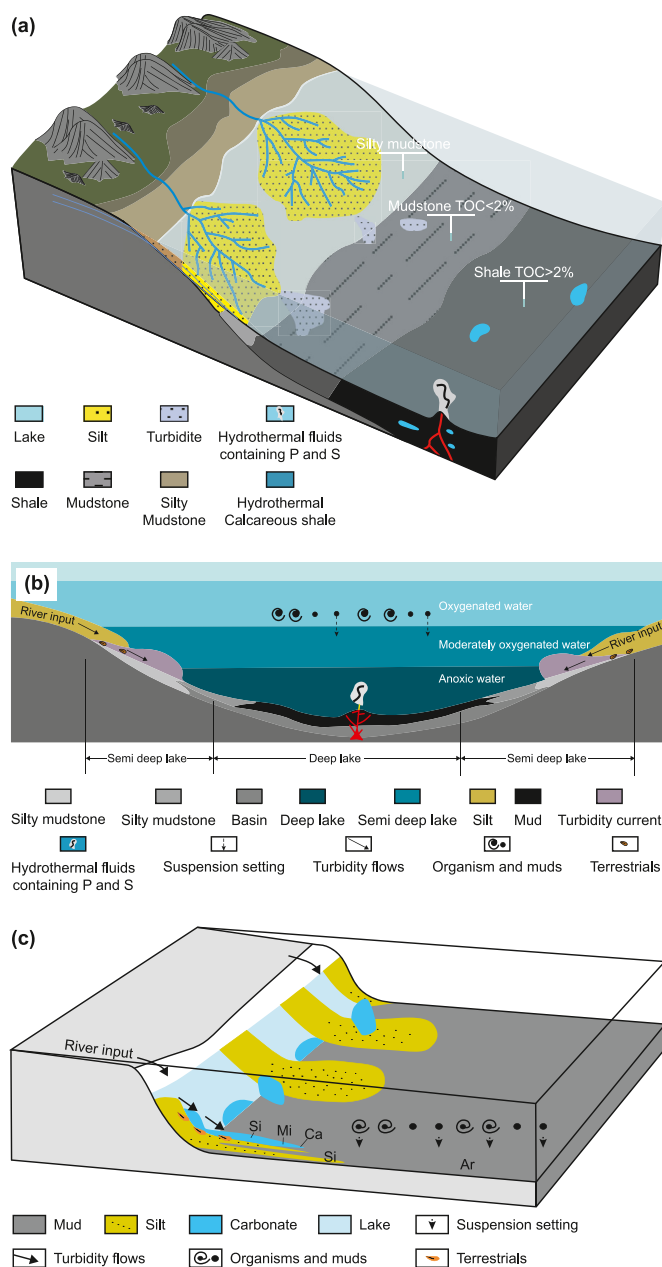 (a)
Silty mudstone
Mudstone TOC<2%
Shale TOC>2%
Lake
Silt
Turbidite
Hydrothermal fluids
containing P and S
Shale
Mudstone
Silty
Mudstone
Hydrothermal
Calcareous shale
(b)
River input
Oxygenated water
Moderately oxygenated water
River input
Anoxic water
Semi deep lake
Deep lake
Semi deep lake
Silty mudstone
Silty mudstone
Basin
Deep lake
Semi deep lake
Silt
Mud
Turbidity current
Hydrothermal fluids
containing P and S
Suspension setting
Turbidity flows
Organism and muds
Terrestrials
(c)
River input
Si
Mi
Ca
Si
Ar
Mud
Silt
Carbonate
Lake
Suspension setting
Turbidity flows
Organisms and muds
Terrestrials